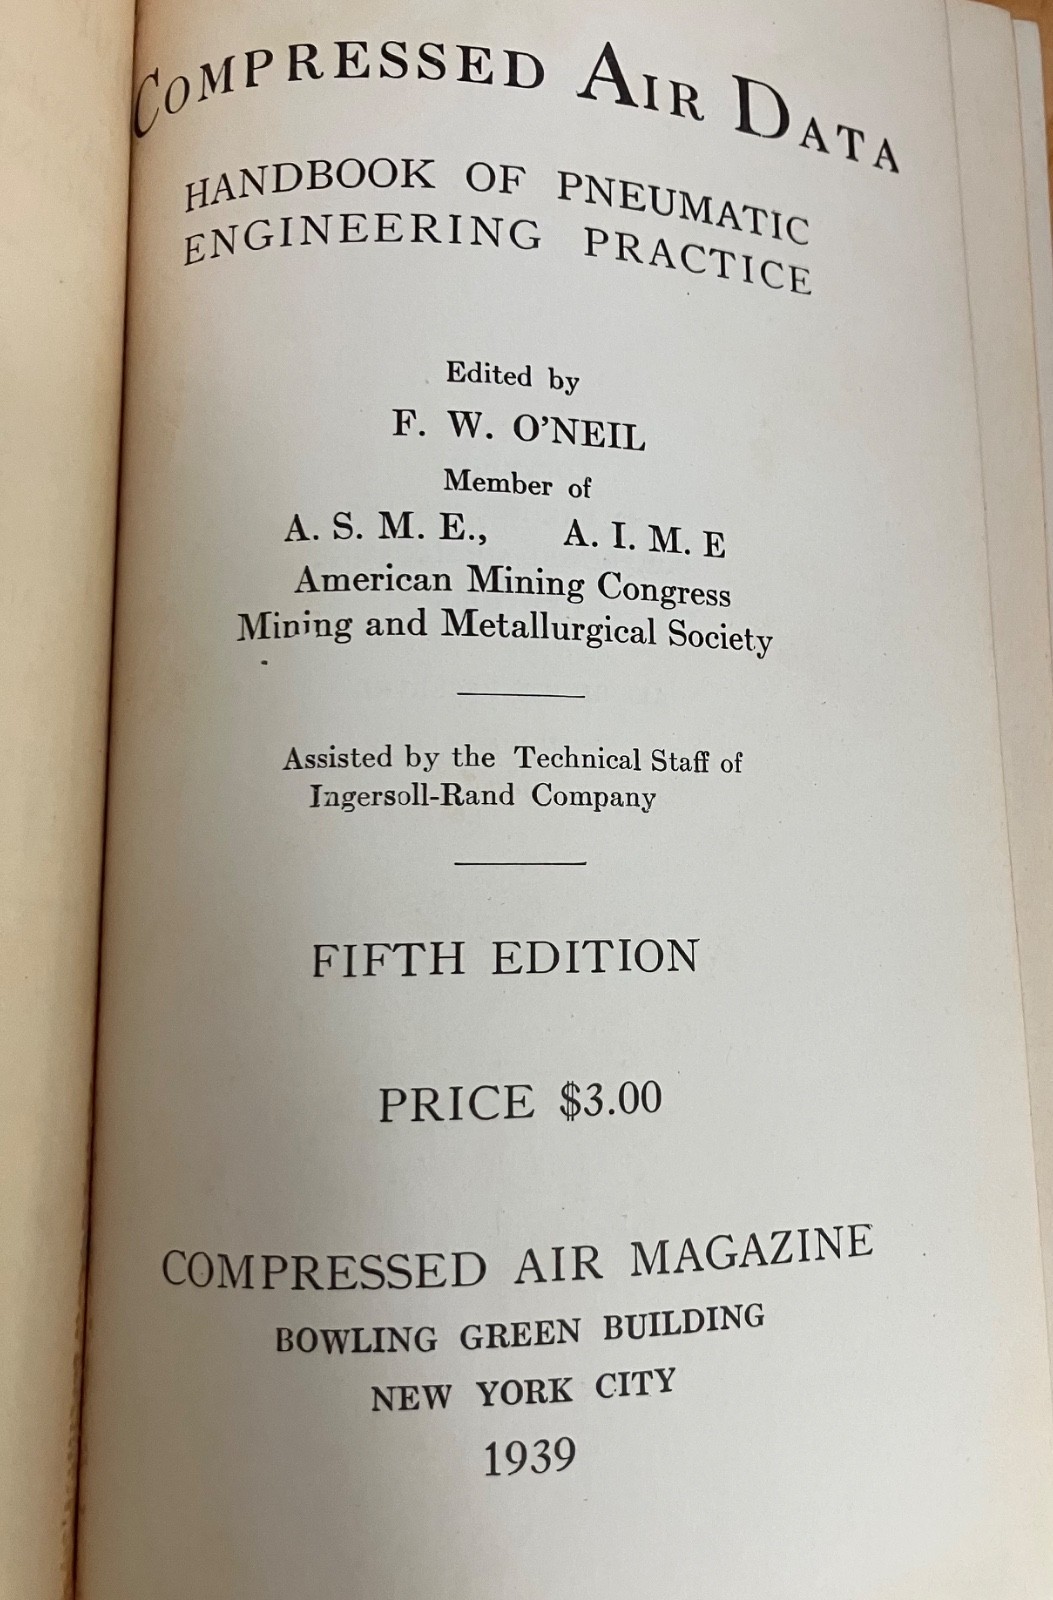 COMPRESSED AIR DATA
HANDBOOK OF PNEUMATIC
ENGINEERING PRACTICE
Edited by
F. W. O'NEIL
Member of
A. S. M. E., A. I. M. E
American Mining Congress
Mining and Metallurgical Society
Assisted by the Technical Staff of
Ingersoll-Rand Company
FIFTH EDITION
PRICE $3.00
COMPRESSED AIR MAGAZINE
BOWLING GREEN BUILDING
NEW YORK CITY
1939